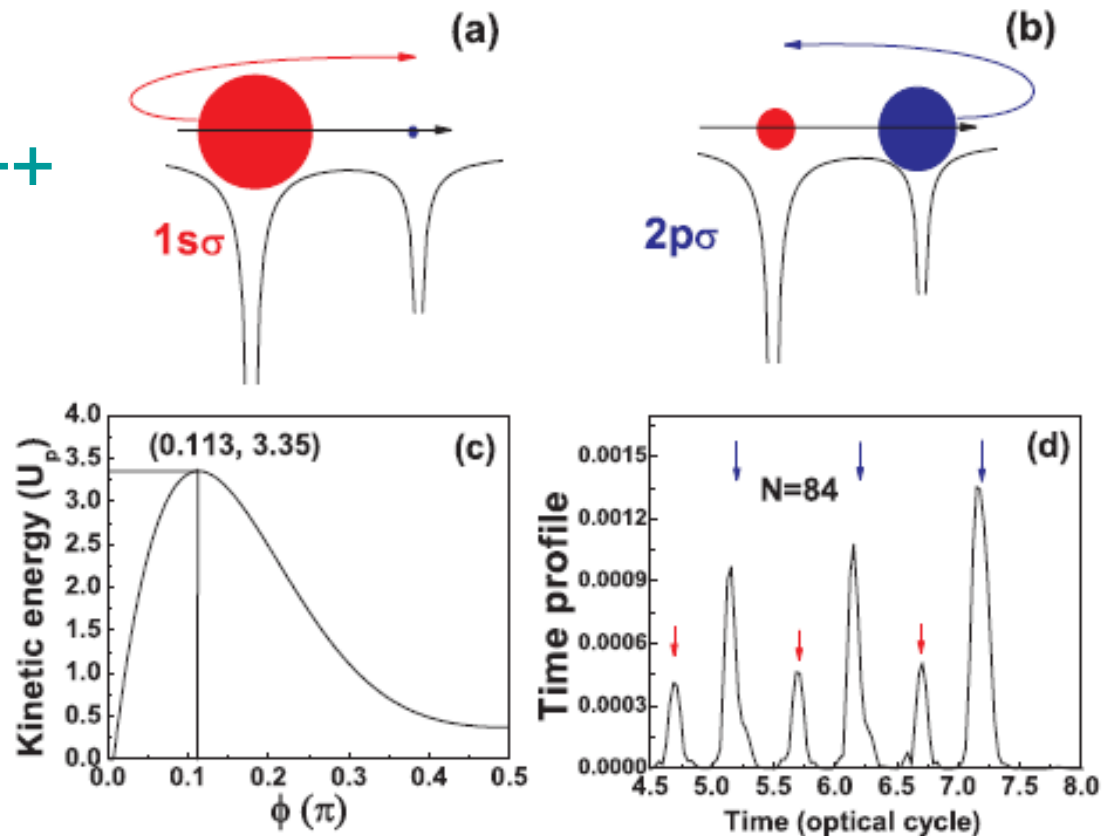 (a)
(b)
++
1sσ
2pσ
4.0
3.5
3.0
2.5
2.0
1.5
1.0
0.5
0.0
Kinetic energy (Uₚ)
(0.113, 3.35)
(c)
0.0 0.1 0.2 0.3 0.4 0.5
ϕ (π)
0.0015
0.0012
0.0009
0.0006
0.0003
0.0000
Time profile
N=84
(d)
4.5 5.0 5.5 6.0 6.5 7.0 7.5 8.0
Time (optical cycle)